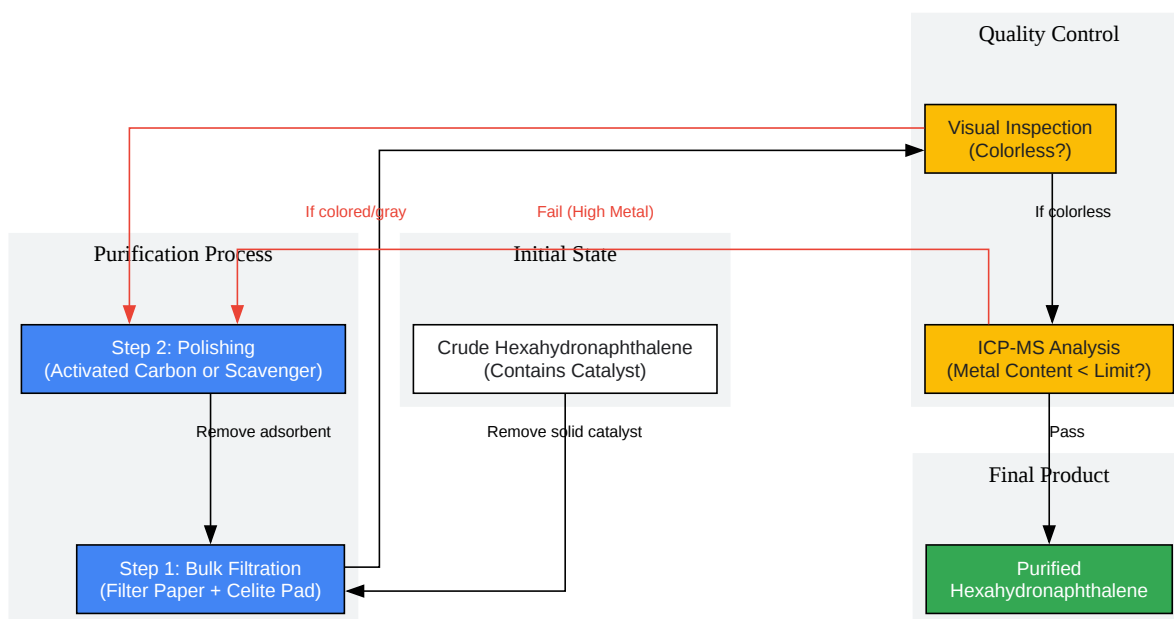 Quality Control
Visual Inspection
(Colorless?)
If colored/gray
Fail (High Metal)
If colorless
Purification Process
Initial State
Step 2: Polishing
(Activated Carbon or Scavenger)
Crude Hexahydronaphthalene
(Contains Catalyst)
ICP-MS Analysis
(Metal Content < Limit?)
Remove adsorbent
Remove solid catalyst
Pass
Final Product
Step 1: Bulk Filtration
(Filter Paper + Celite Pad)
Purified
Hexahydronaphthalene